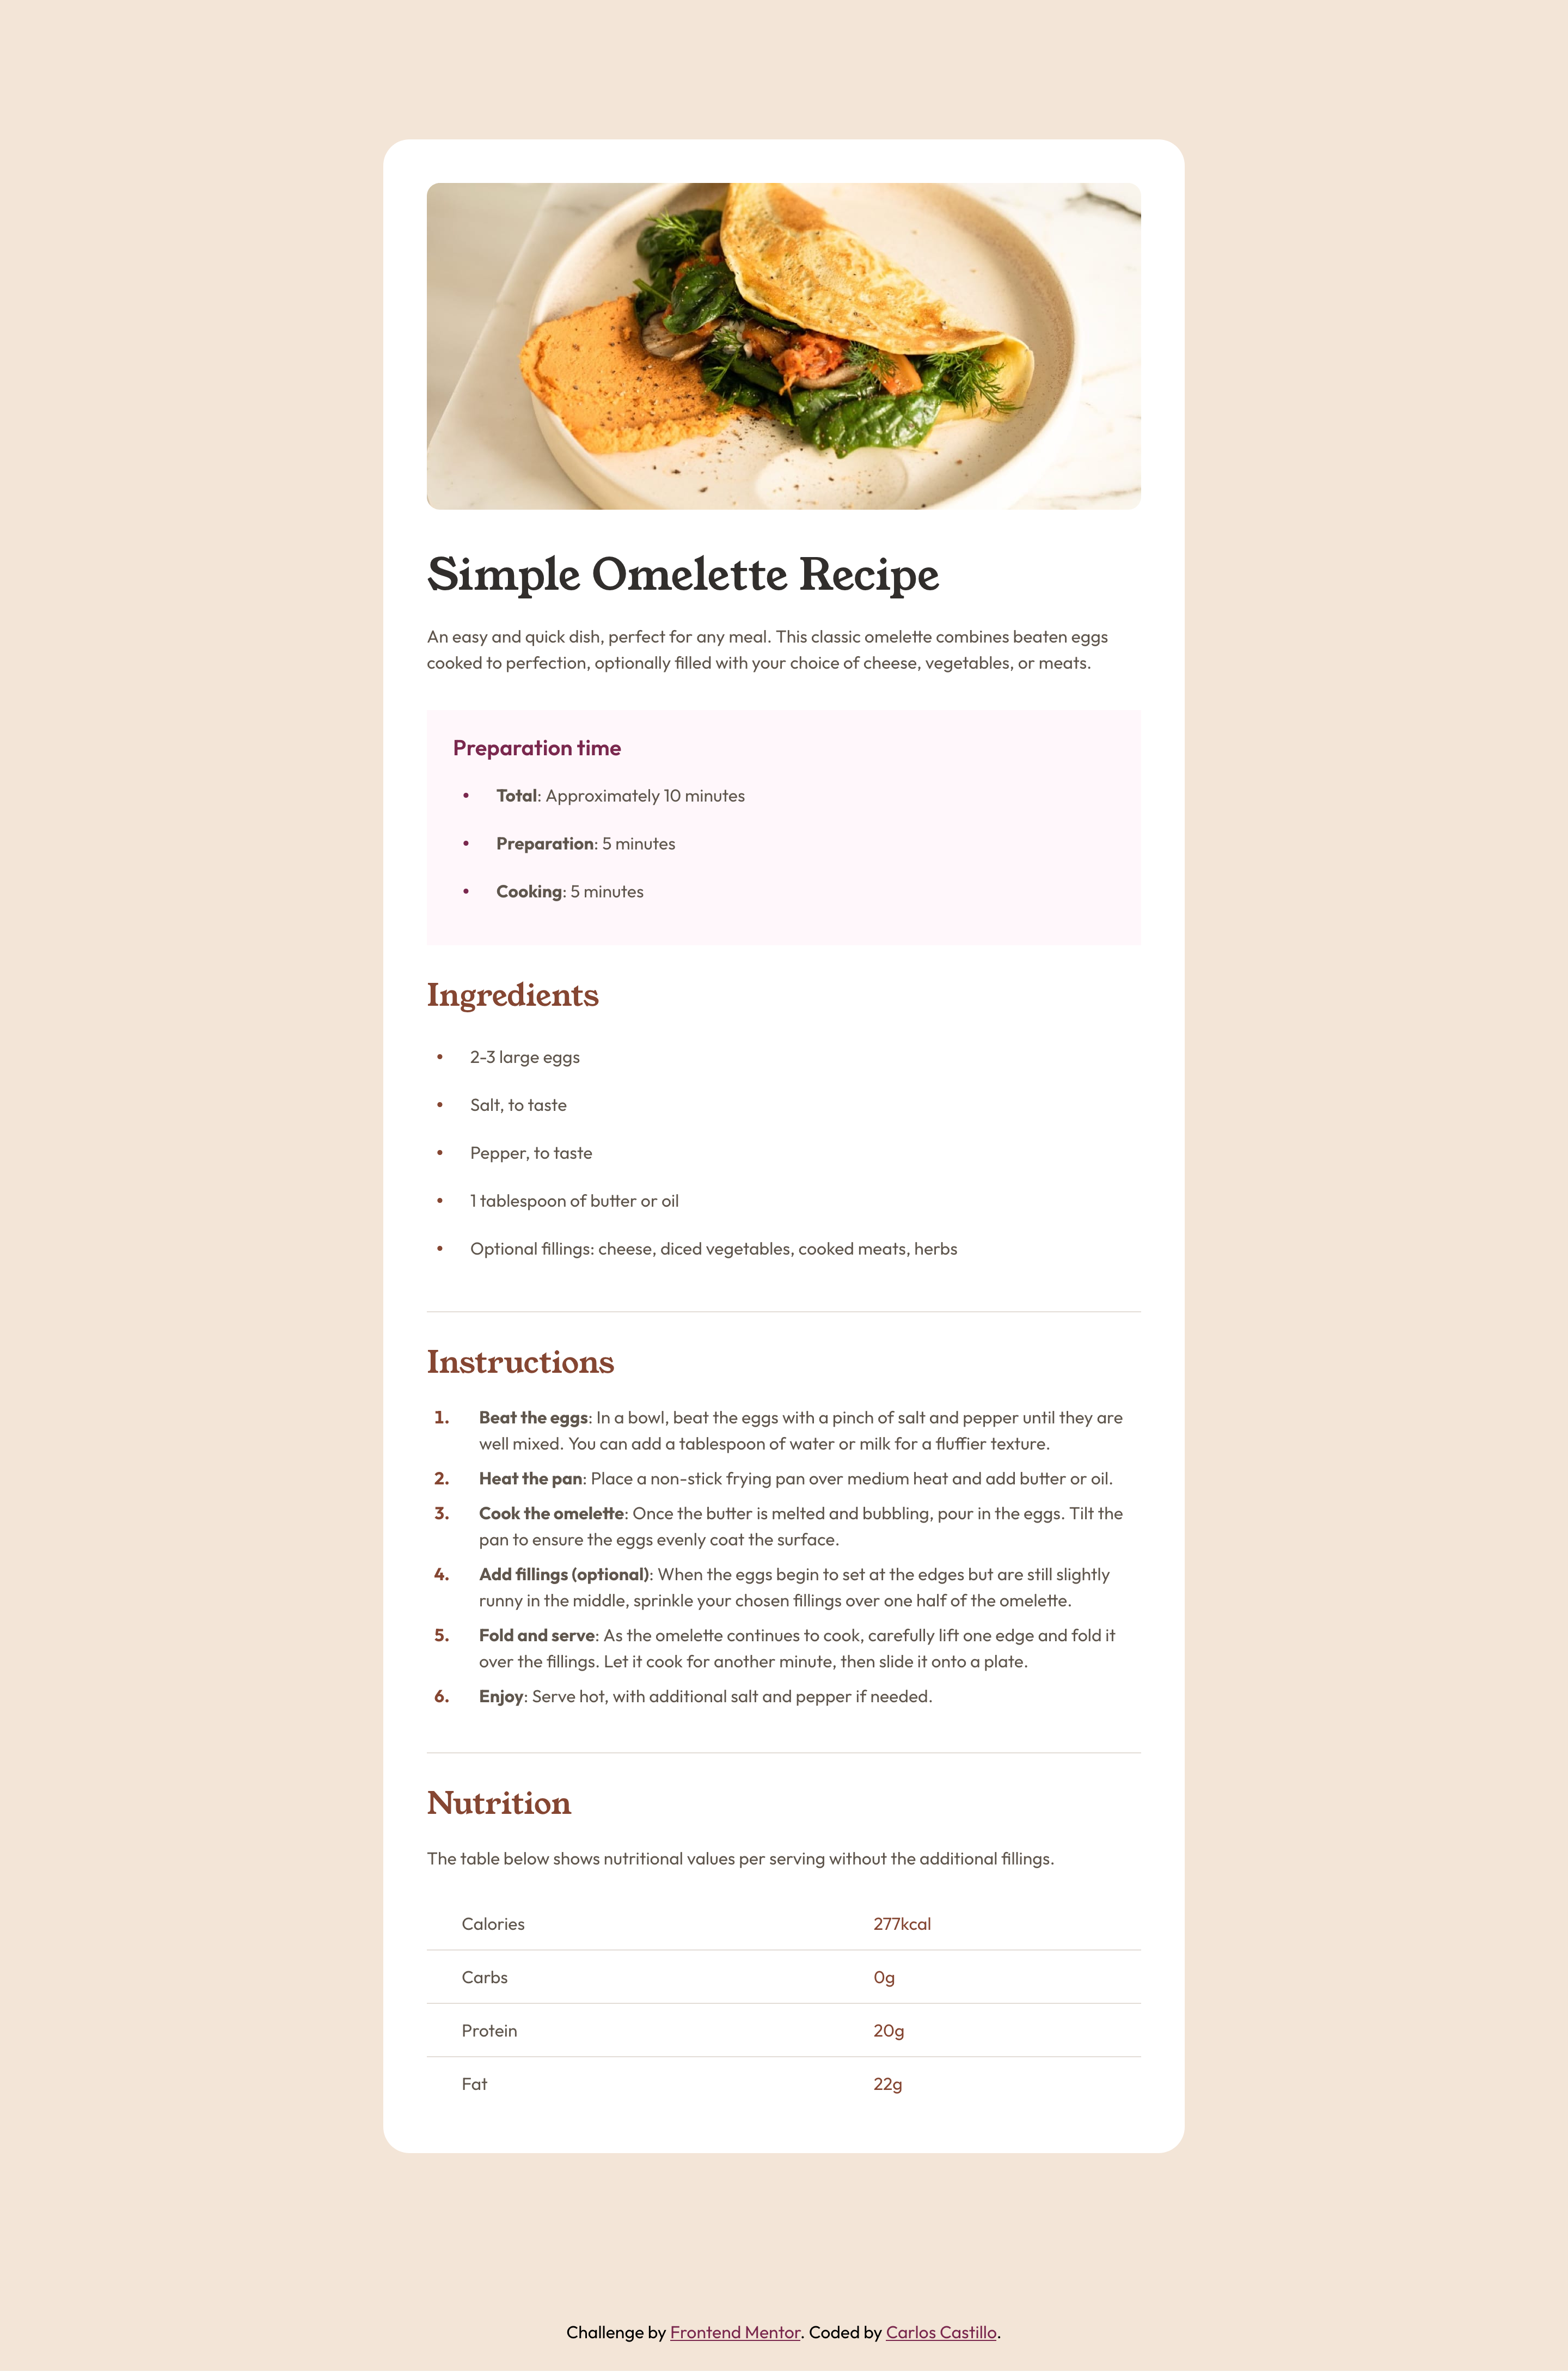 Simple Omelette Recipe
An easy and quick dish, perfect for any meal. This classic omelette combines beaten eggs
cooked to perfection, optionally filled with your choice of cheese, vegetables, or meats.
Preparation time
• Total: Approximately 10 minutes
• Preparation: 5 minutes
• Cooking: 5 minutes
Ingredients
• 2-3 large eggs
• Salt, to taste
• Pepper, to taste
• 1 tablespoon of butter or oil
• Optional fillings: cheese, diced vegetables, cooked meats, herbs
Instructions
1. Beat the eggs: In a bowl, beat the eggs with a pinch of salt and pepper until they are
well mixed. You can add a tablespoon of water or milk for a fluffier texture.
2. Heat the pan: Place a non-stick frying pan over medium heat and add butter or oil.
3. Cook the omelette: Once the butter is melted and bubbling, pour in the eggs. Tilt the
pan to ensure the eggs evenly coat the surface.
4. Add fillings (optional): When the eggs begin to set at the edges but are still slightly
runny in the middle, sprinkle your chosen fillings over one half of the omelette.
5. Fold and serve: As the omelette continues to cook, carefully lift one edge and fold it
over the fillings. Let it cook for another minute, then slide it onto a plate.
6. Enjoy: Serve hot, with additional salt and pepper if needed.
Nutrition
The table below shows nutritional values per serving without the additional fillings.
Calories 277kcal
Carbs 0g
Protein 20g
Fat 22g
Challenge by Frontend Mentor. Coded by Carlos Castillo.